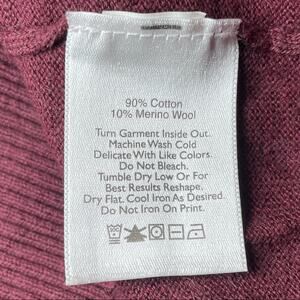 90% Cotton
10% Merino Wool
Turn Garment Inside Out.
Machine Wash Cold
Delicate With Like Colors.
Do Not Bleach.
Tumble Dry Low Or For
Best Results Reshape.
Dry Flat. Cool Iron As Desired.
Do Not Iron On Print.